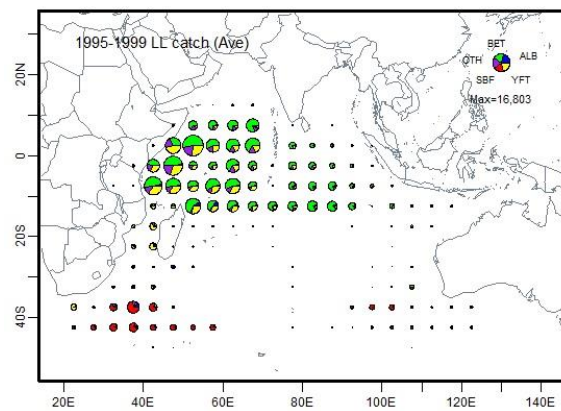 1995-1999 LL catch (Ave)
BET
OTH ALB
SBF YFT
Max=16,803
20N
0
20S
40S
20E 40E 60E 80E 100E 120E 140E